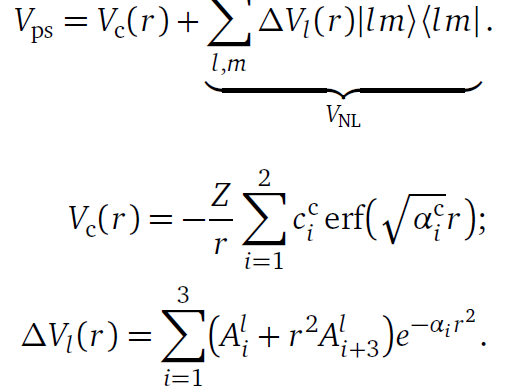 V_ps = V_c(r) + ∑_{l,m} ΔV_l(r)|lm⟩⟨lm| .
V_NL
V_c(r) = −\frac{Z}{r} ∑_{i=1}^{2} c_i^c erf(√{α_i^c} r);
ΔV_l(r) = ∑_{i=1}^{3} (A_i^l + r^2 A_{i+3}^l) e^{−α_i r^2}.